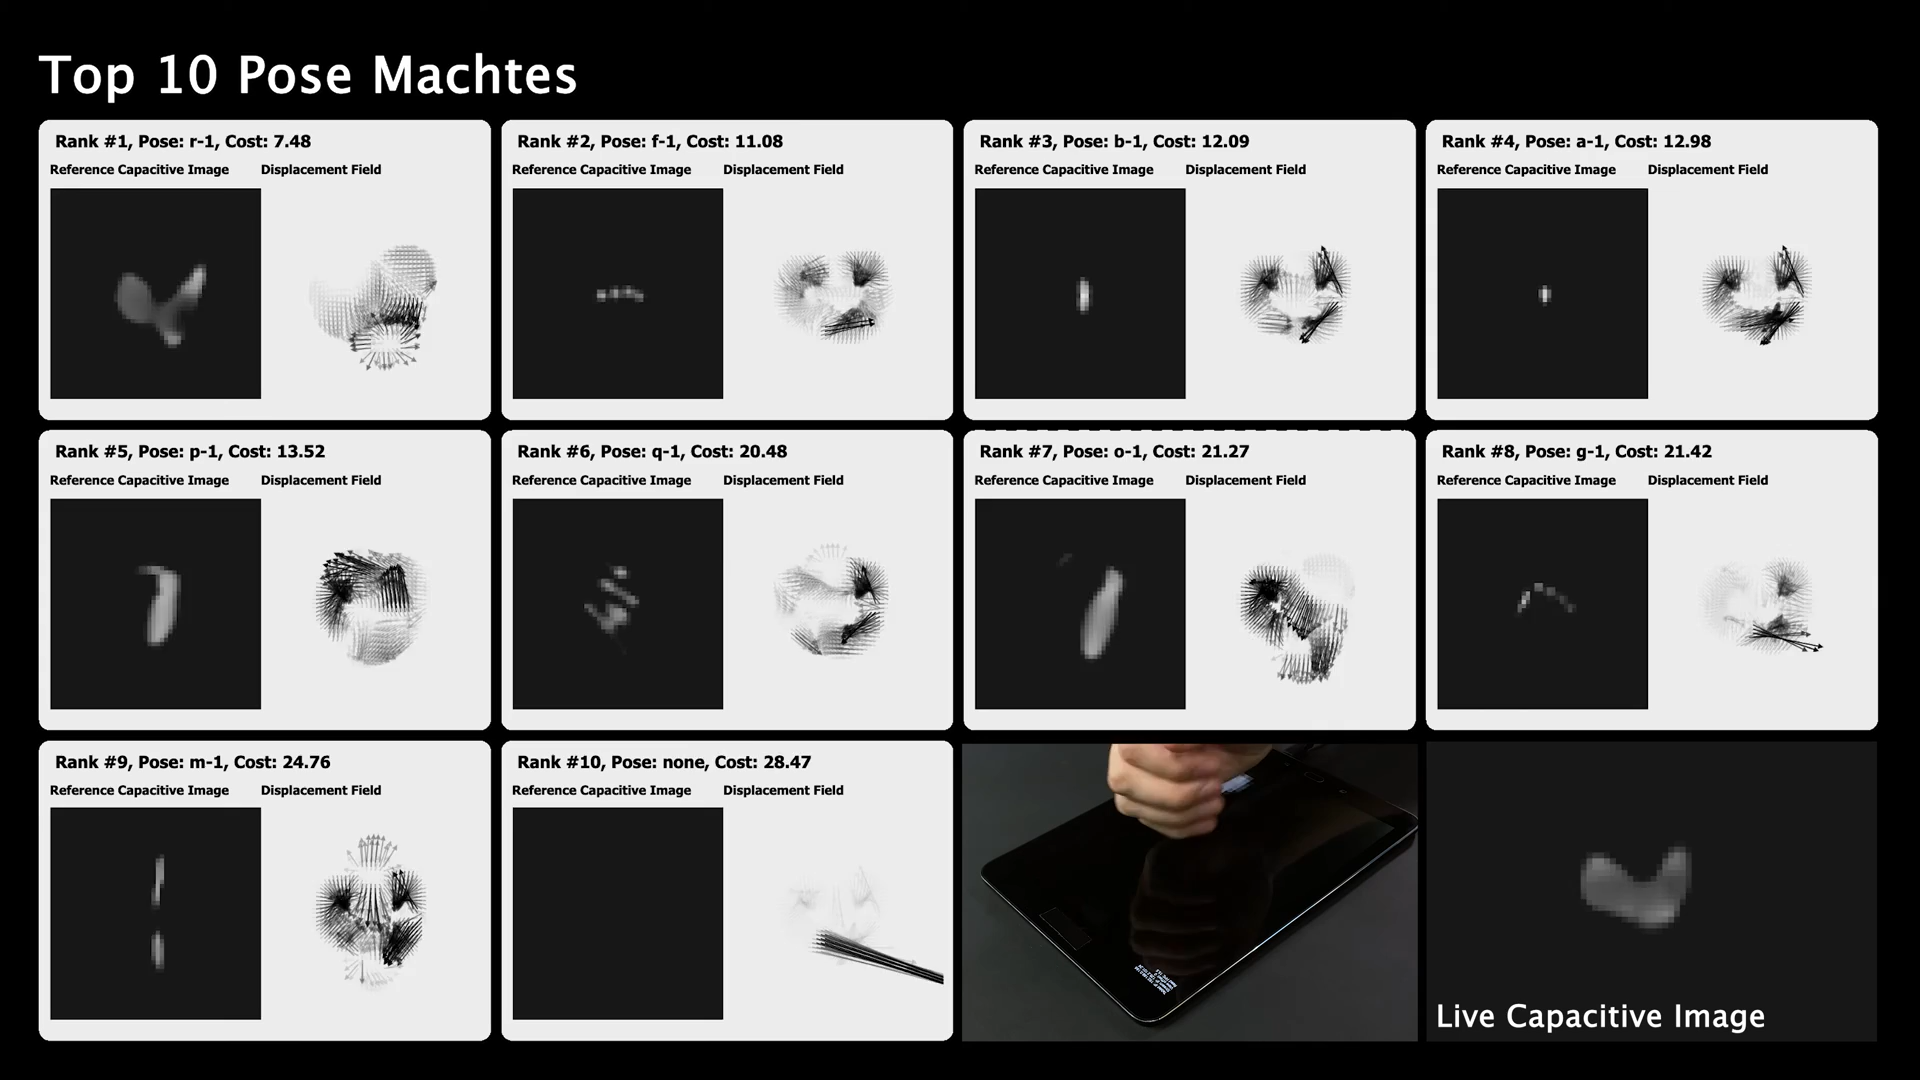 Top 10 Pose Machtes
Rank #1, Pose: r-1, Cost: 7.48
Reference Capacitive Image Displacement Field
Rank #2, Pose: f-1, Cost: 11.08
Reference Capacitive Image Displacement Field
Rank #3, Pose: b-1, Cost: 12.09
Reference Capacitive Image Displacement Field
Rank #4, Pose: a-1, Cost: 12.98
Reference Capacitive Image Displacement Field
Rank #5, Pose: p-1, Cost: 13.52
Reference Capacitive Image Displacement Field
Rank #6, Pose: q-1, Cost: 20.48
Reference Capacitive Image Displacement Field
Rank #7, Pose: o-1, Cost: 21.27
Reference Capacitive Image Displacement Field
Rank #8, Pose: g-1, Cost: 21.42
Reference Capacitive Image Displacement Field
Rank #9, Pose: m-1, Cost: 24.76
Reference Capacitive Image Displacement Field
Rank #10, Pose: none, Cost: 28.47
Reference Capacitive Image Displacement Field
Live Capacitive Image